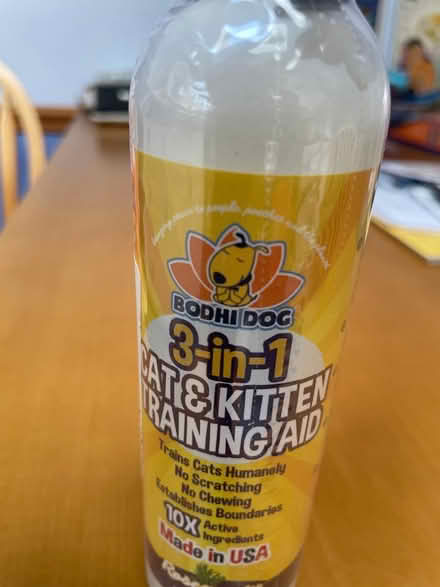 BODHI DOG
3-in-1
CAT & KITTEN
TRAINING AID
Trains Cats Humanely
No Scratching
No Chewing
Establishes Boundaries
10X Active
Ingredients
Made in USA